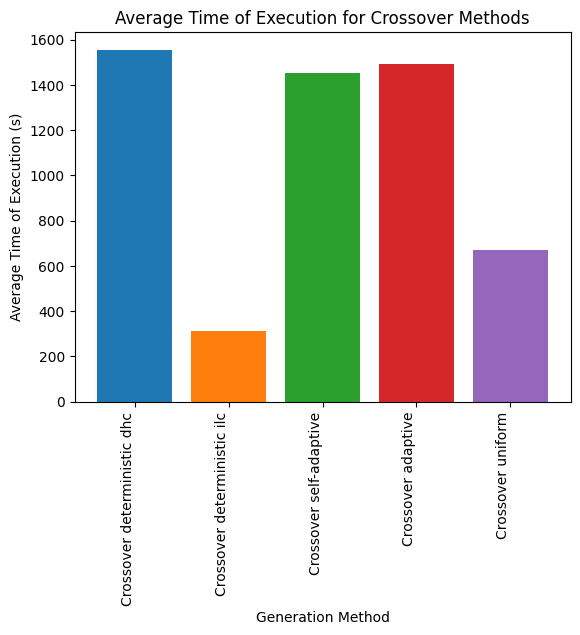 Average Time of Execution for Crossover Methods
Average Time of Execution (s)
1600
1400
1200
1000
800
600
400
200
0
Crossover deterministic dhc
Crossover deterministic ilc
Crossover self-adaptive
Crossover adaptive
Crossover uniform
Generation Method